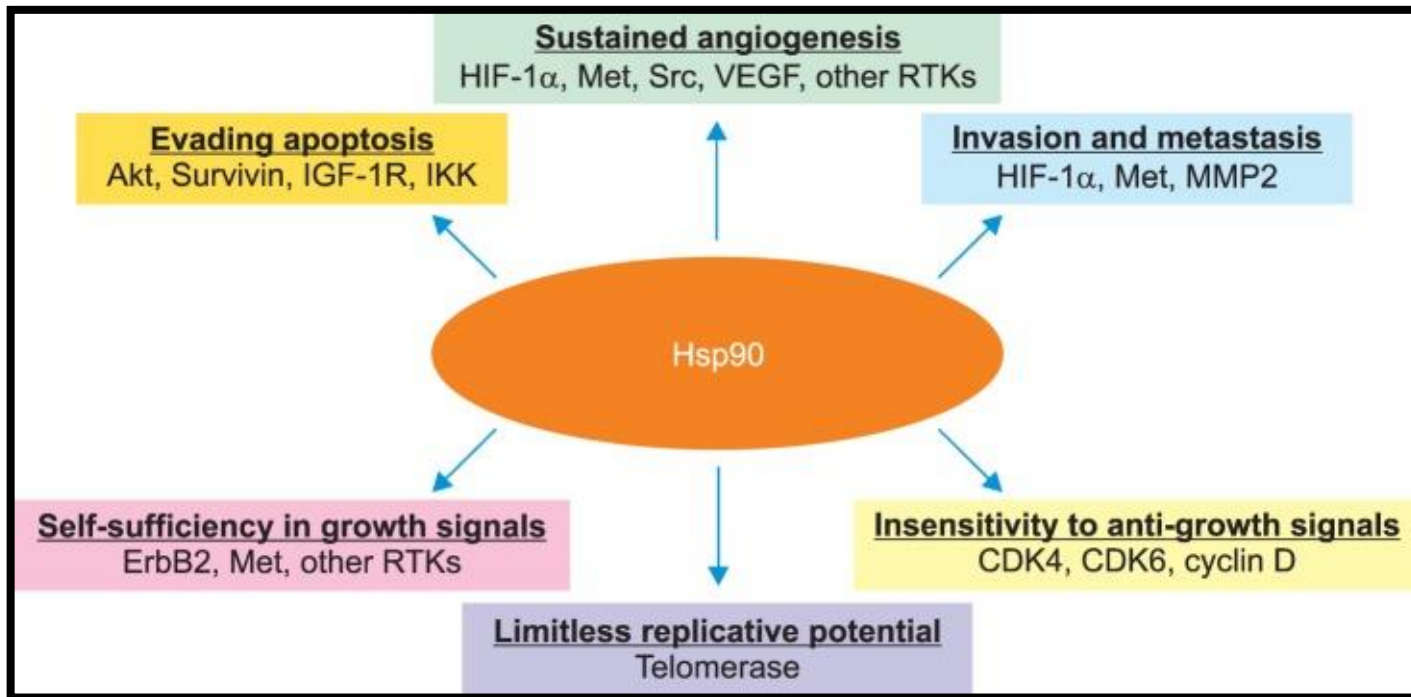 Sustained angiogenesis
HIF-1α, Met, Src, VEGF, other RTKs
Evading apoptosis
Akt, Survivin, IGF-1R, IKK
Invasion and metastasis
HIF-1α, Met, MMP2
Hsp90
Self-sufficiency in growth signals
ErbB2, Met, other RTKs
Insensitivity to anti-growth signals
CDK4, CDK6, cyclin D
Limitless replicative potential
Telomerase